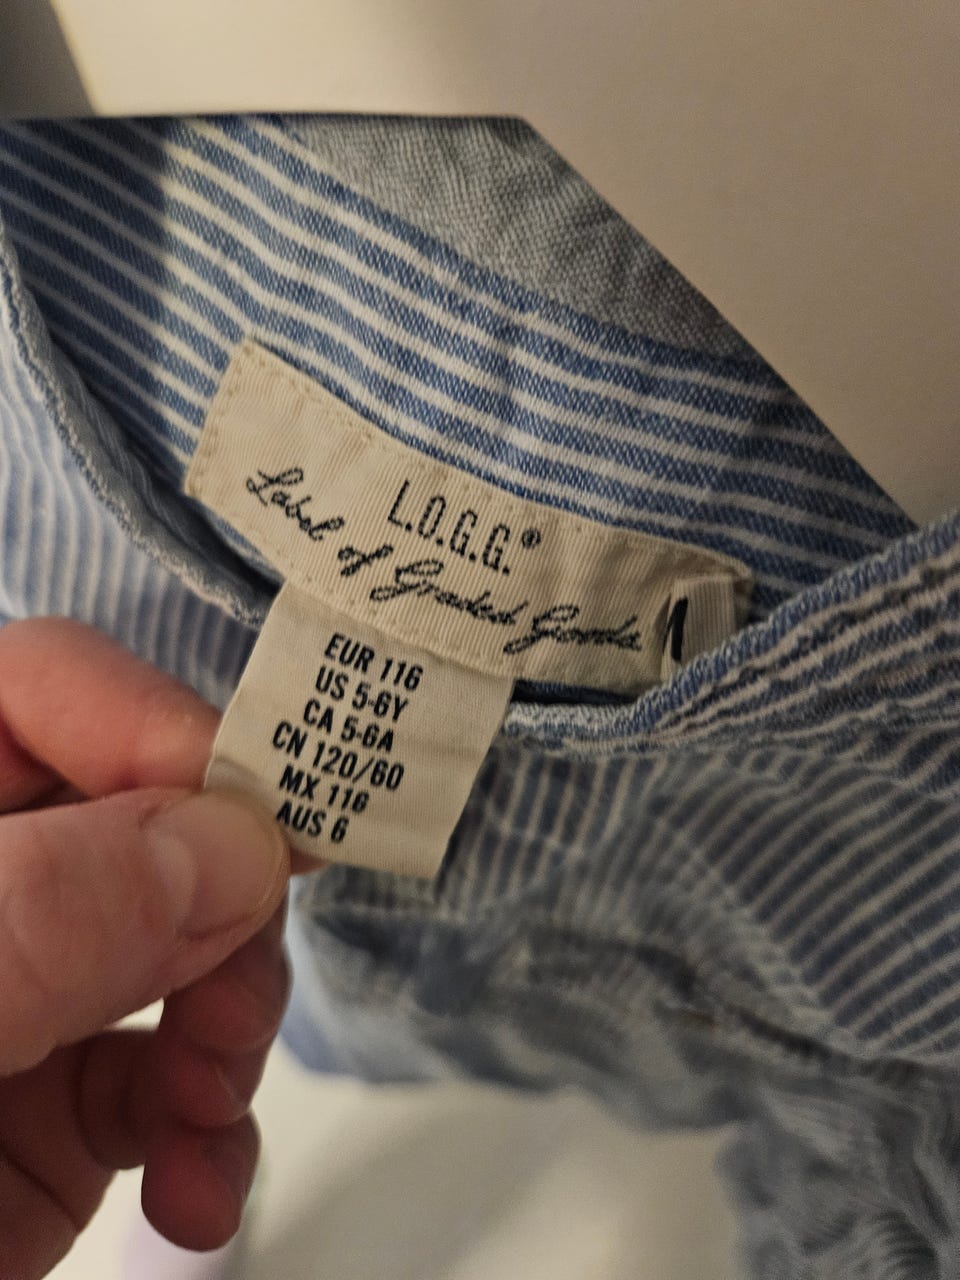 L.O.G.G.®
Label of Graded Goods
EUR 116
US 5-6Y
CA 5-6A
CN 120/60
MX 116
AUS 6